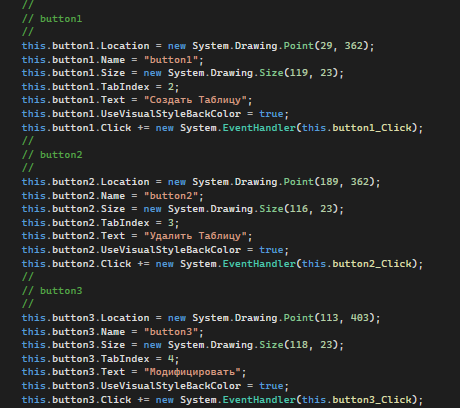 //
// button1
//
this.button1.Location = new System.Drawing.Point(29, 362);
this.button1.Name = "button1";
this.button1.Size = new System.Drawing.Size(119, 23);
this.button1.TabIndex = 2;
this.button1.Text = "Создать Таблицу";
this.button1.UseVisualStyleBackColor = true;
this.button1.Click += new System.EventHandler(this.button1_Click);
//
// button2
//
this.button2.Location = new System.Drawing.Point(189, 362);
this.button2.Name = "button2";
this.button2.Size = new System.Drawing.Size(116, 23);
this.button2.TabIndex = 3;
this.button2.Text = "Удалить Таблицу";
this.button2.UseVisualStyleBackColor = true;
this.button2.Click += new System.EventHandler(this.button2_Click);
//
// button3
//
this.button3.Location = new System.Drawing.Point(113, 403);
this.button3.Name = "button3";
this.button3.Size = new System.Drawing.Size(118, 23);
this.button3.TabIndex = 4;
this.button3.Text = "Модифицировать";
this.button3.UseVisualStyleBackColor = true;
this.button3.Click += new System.EventHandler(this.button3_Click);